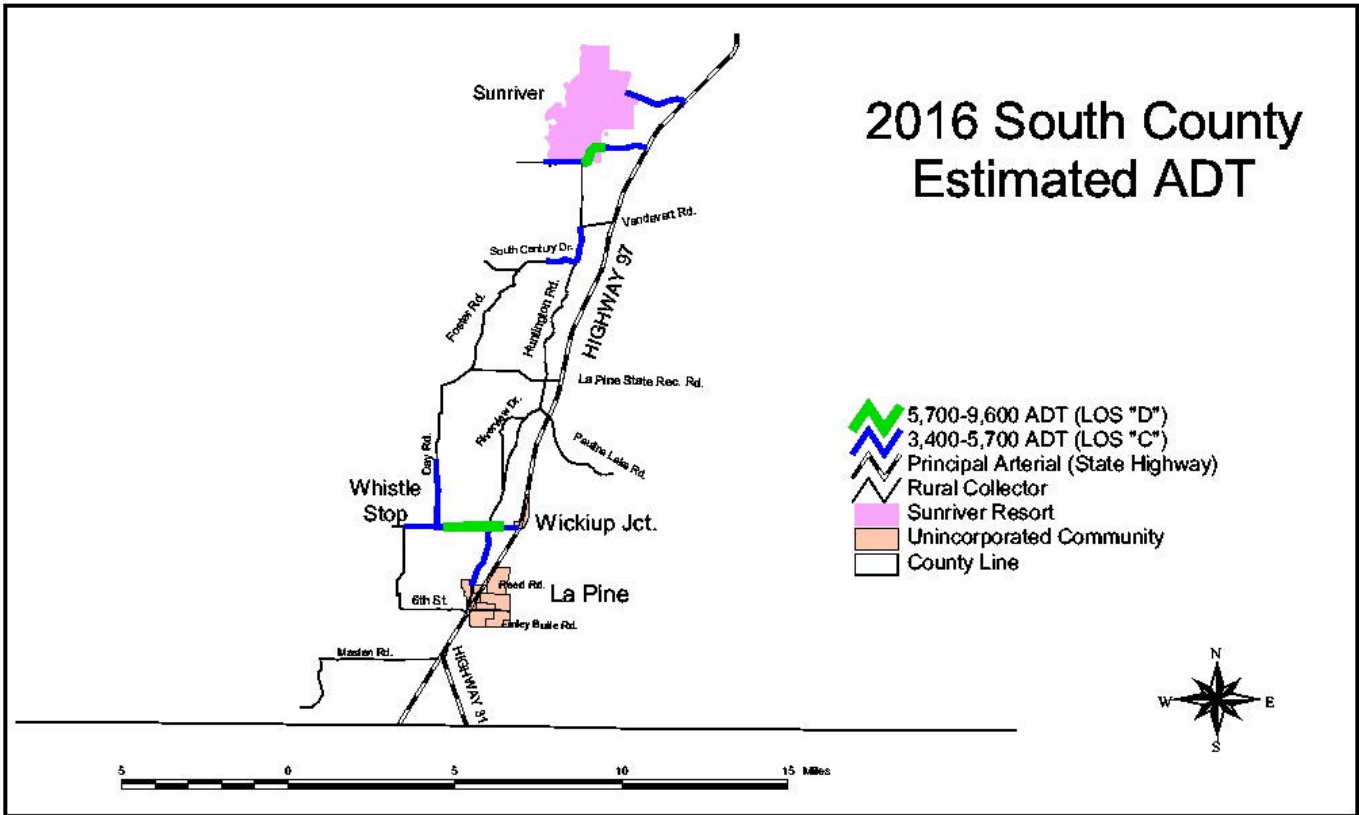 2016 South County
Estimated ADT
Sunriver
Vandevert Rd.
South Century Dr.
HIGHWAY 97
Foster Rd.
Huntington Rd.
La Pine State Rec. Rd.
Riverview Dr.
Paulina Lake Rd.
Day Rd.
Whistle
Stop
Wickiup Jct.
Reed Rd.
La Pine
6th St.
Finley Butte Rd.
Masten Rd.
HIGHWAY 31
5,700-9,600 ADT (LOS "D")
3,400-5,700 ADT (LOS "C")
Principal Arterial (State Highway)
Rural Collector
Sunriver Resort
Unincorporated Community
County Line
N
W E
S
5 0 5 10 15 Miles